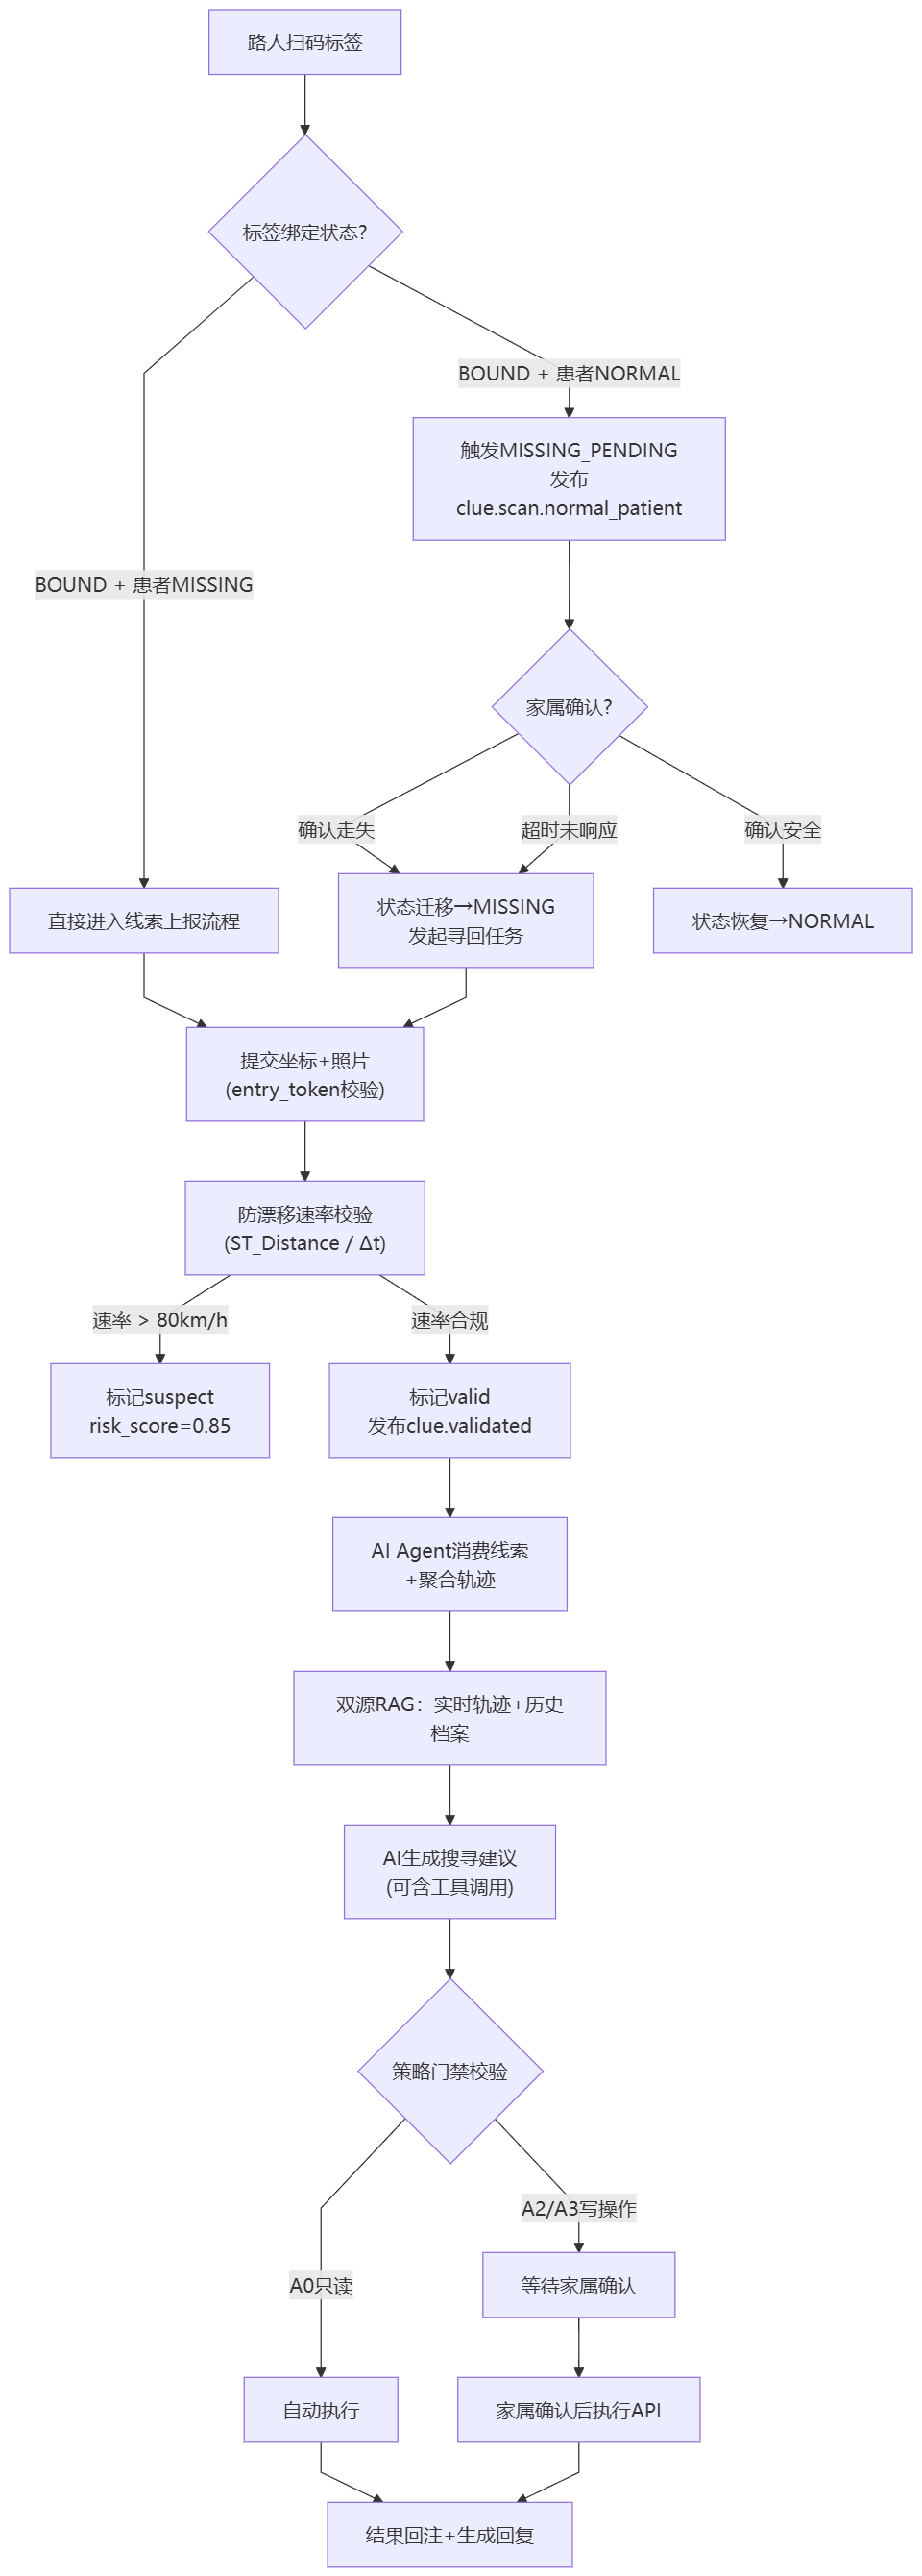 路人扫码标签
标签绑定状态?
BOUND + 患者NORMAL
触发MISSING_PENDING
发布
clue.scan.normal_patient
BOUND + 患者MISSING
家属确认?
确认走失
超时未响应
确认安全
直接进入线索上报流程
状态迁移→MISSING
发起寻回任务
状态恢复→NORMAL
提交坐标+照片
(entry_token校验)
防漂移速率校验
(ST_Distance / Δt)
速率 > 80km/h
速率合规
标记suspect
risk_score=0.85
标记valid
发布clue.validated
AI Agent消费线索
+聚合轨迹
双源RAG：实时轨迹+历史
档案
AI生成搜寻建议
(可含工具调用)
策略门禁校验
A2/A3写操作
A0只读
等待家属确认
自动执行
家属确认后执行API
结果回注+生成回复